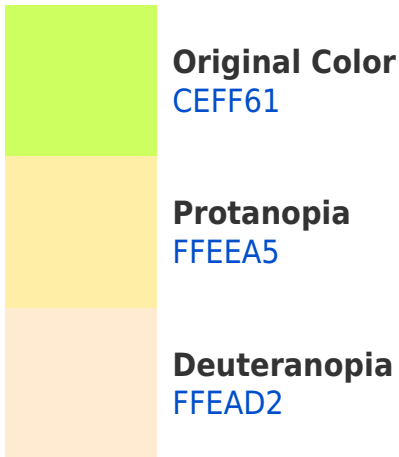 Original Color
CEFF61
Protanopia
FFEEA5
Deuteranopia
FFEAD2